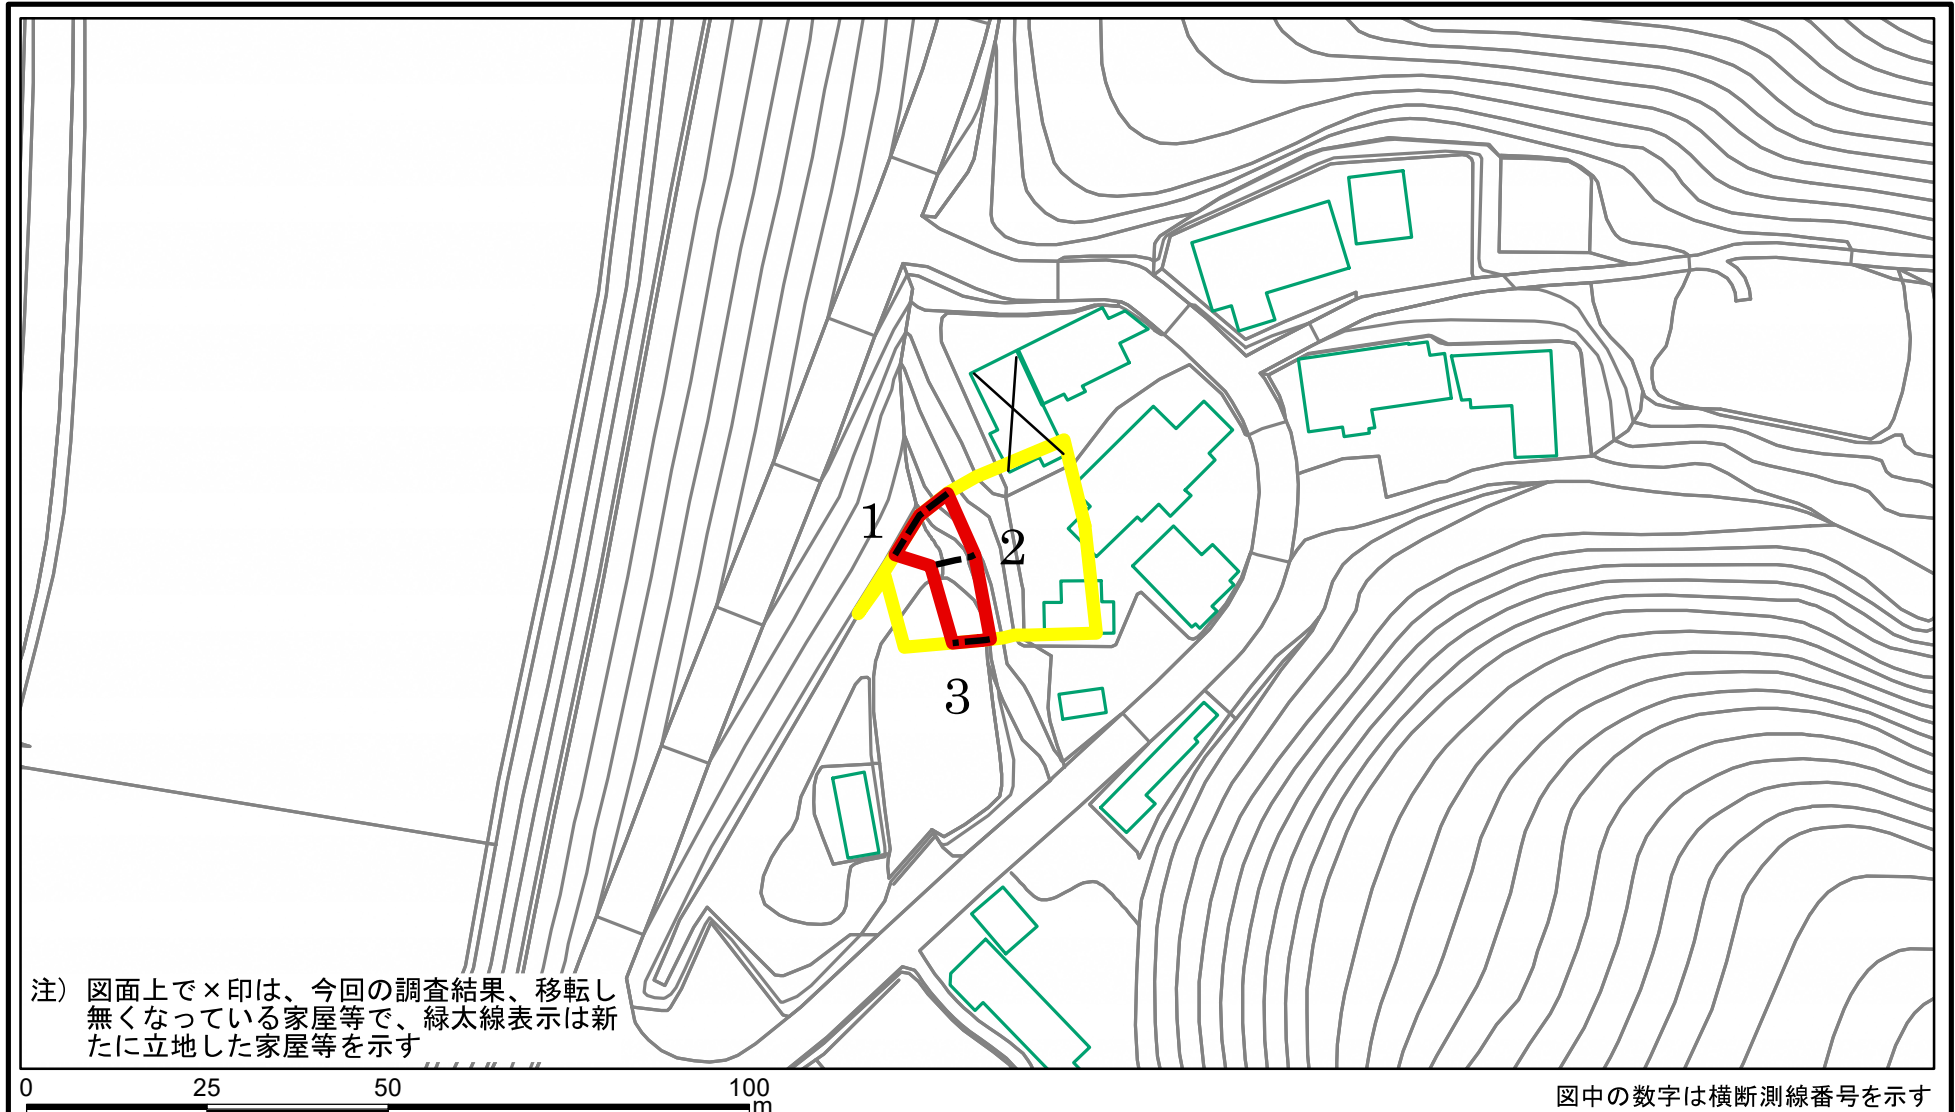 1
2
3
注） 図面上で×印は、今回の調査結果、移転し
無くなっている家屋等で、緑太線表示は新
たに立地した家屋等を示す
0 25 50 100
m
図中の数字は横断測線番号を示す